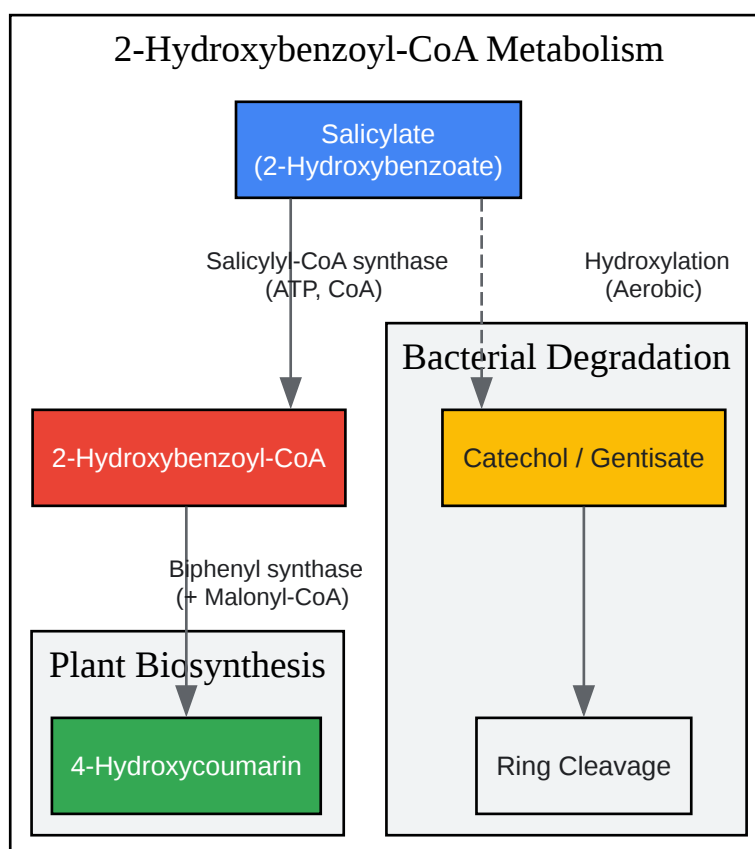 2-Hydroxybenzoyl-CoA Metabolism
Salicylate
(2-Hydroxybenzoate)
Salicylyl-CoA synthase
(ATP, CoA)
Hydroxylation
(Aerobic)
Bacterial Degradation
2-Hydroxybenzoyl-CoA
Catechol / Gentisate
Biphenyl synthase
(+ Malonyl-CoA)
Plant Biosynthesis
4-Hydroxycoumarin
Ring Cleavage